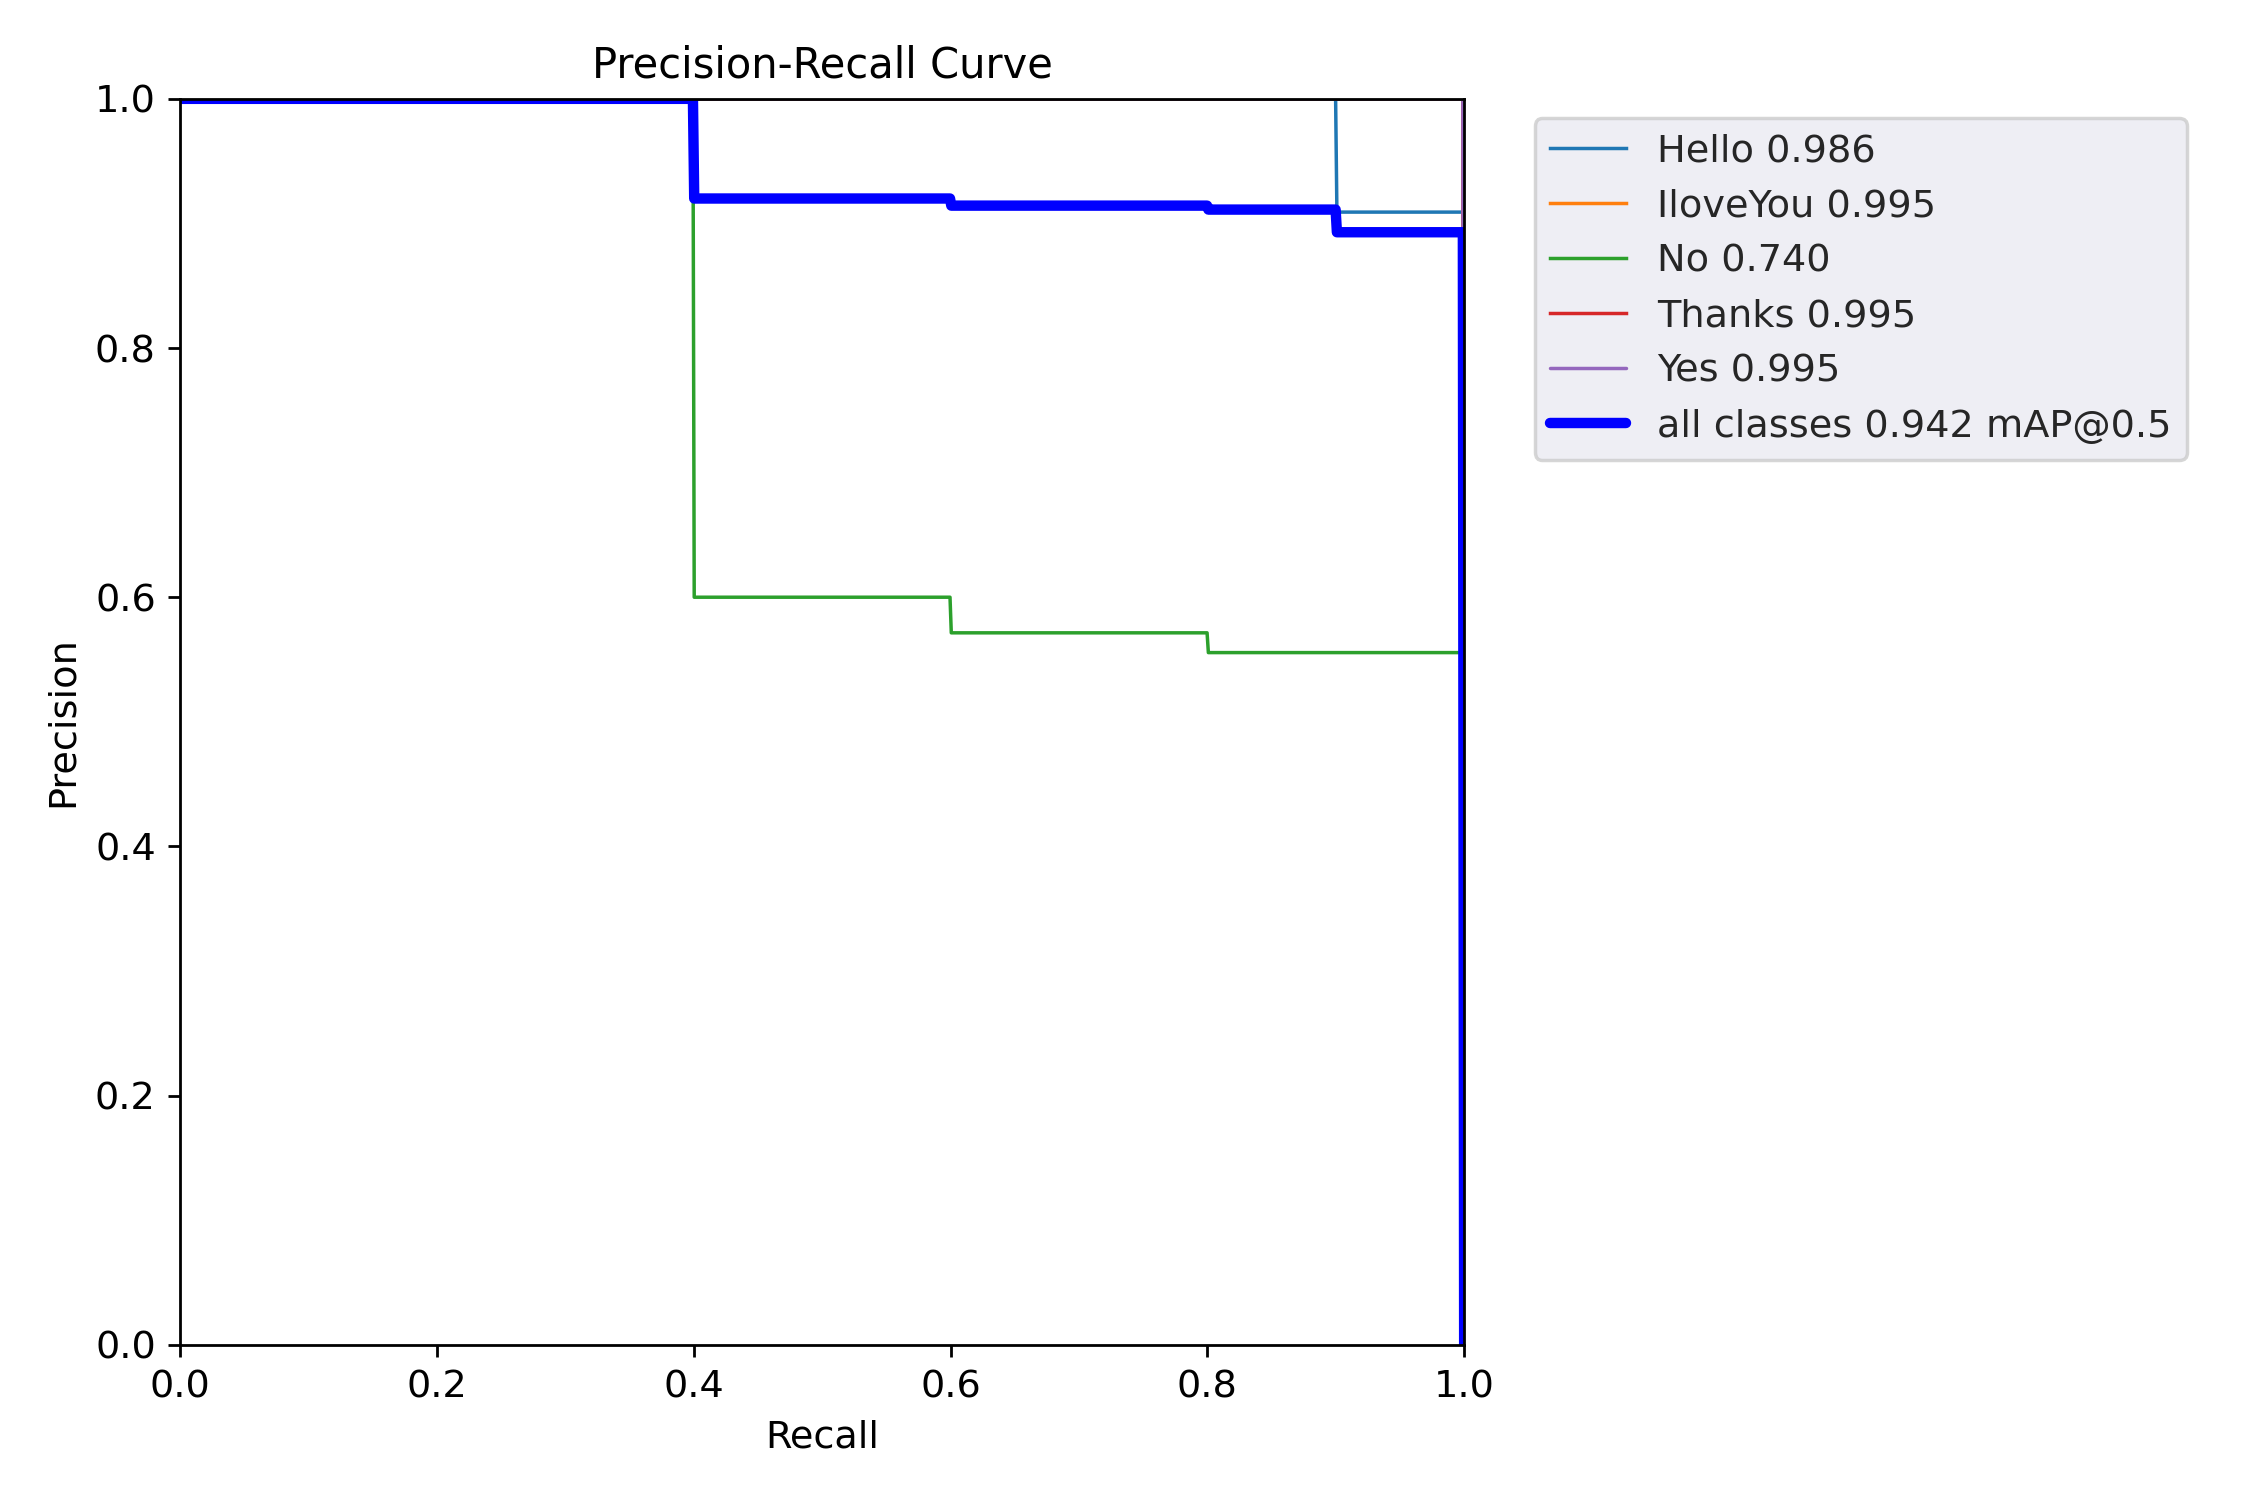 Precision-Recall Curve
1.0
0.8
0.6
0.4
0.2
0.0
Precision
0.0 0.2 0.4 0.6 0.8 1.0
Recall
Hello 0.986
IloveYou 0.995
No 0.740
Thanks 0.995
Yes 0.995
all classes 0.942 mAP@0.5